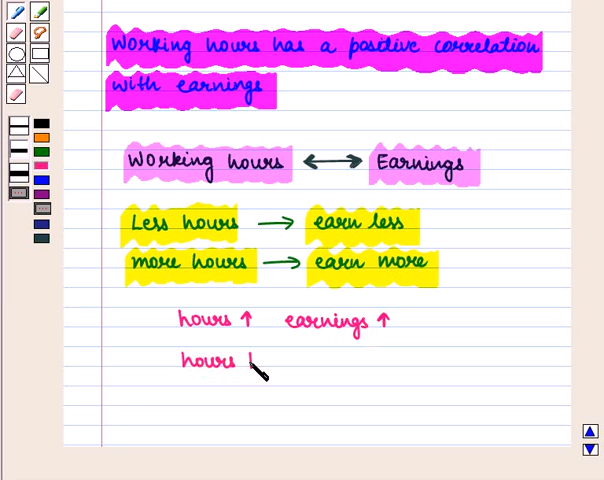 Working hours has a positive correlation
with earnings
Working hours ↔ Earnings
Less hours → earn less
more hours → earn more
hours ↑ earnings ↑
hours